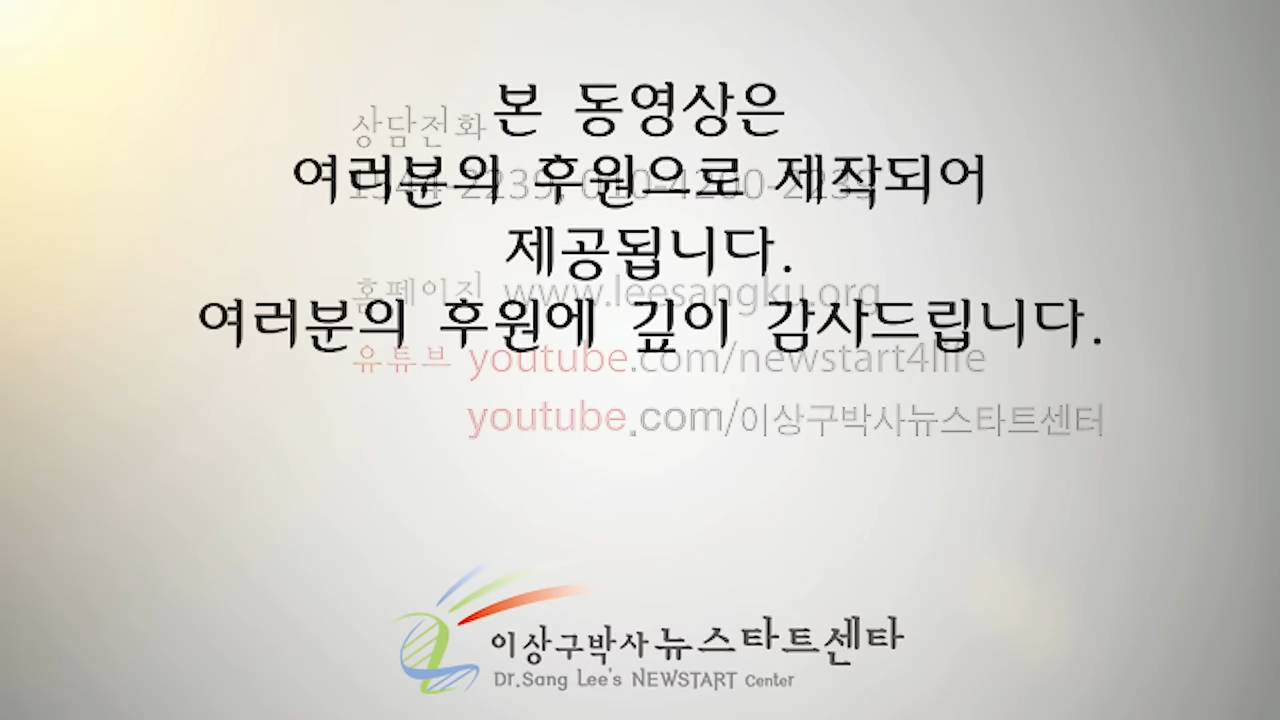 본 동영상은
상담전화
여러분의 후원으로 제작되어
제공됩니다.
홈페이지 www.leesangku.org
여러분의 후원에 깊이 감사드립니다.
유튜브 youtube.com/newstart4life
youtube.com/이상구박사뉴스타트센터
이상구박사 뉴스타트센타
Dr.Sang Lee's NEWSTART Center